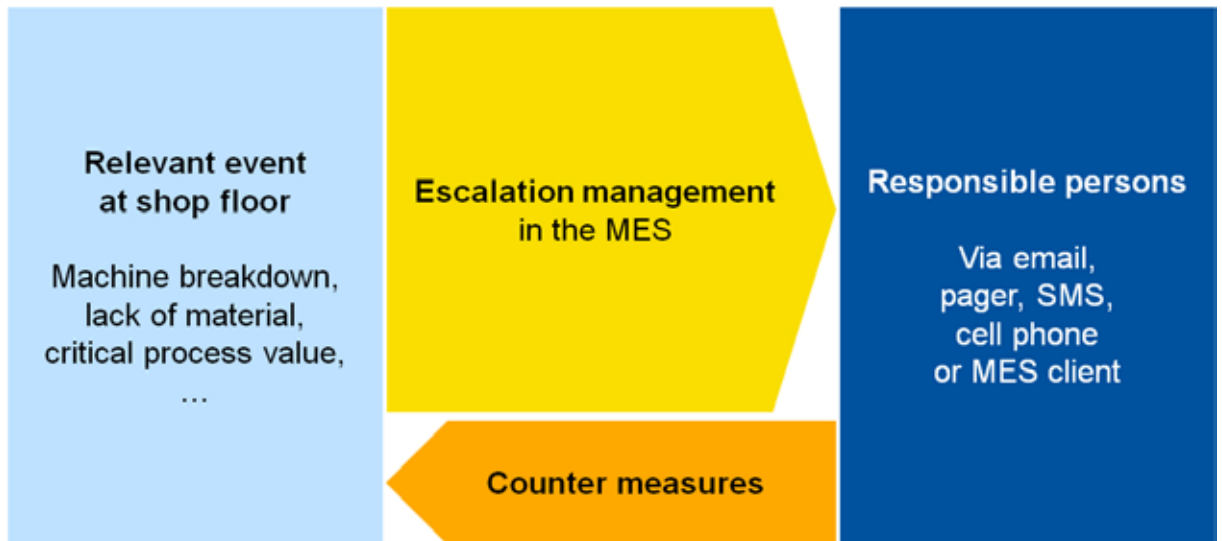 Relevant event
at shop floor
Machine breakdown,
lack of material,
critical process value,
...
Escalation management
in the MES
Counter measures
Responsible persons
Via email,
pager, SMS,
cell phone
or MES client